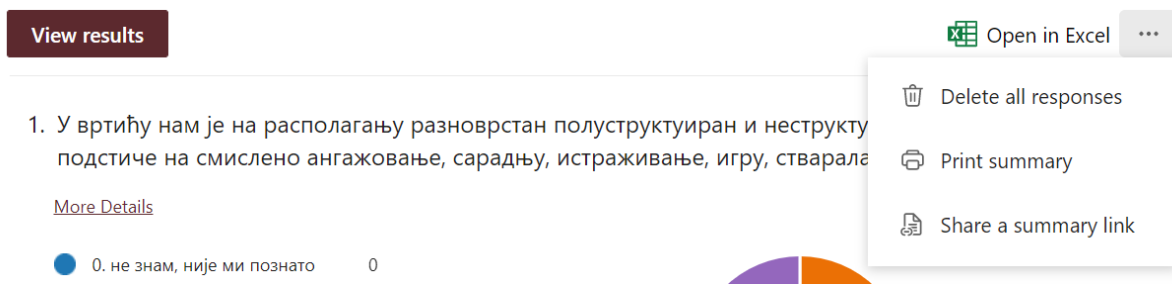 View results
Open in Excel
Delete all responses
Print summary
Share a summary link
1. У вртићу нам је на располагању разноврстан полуструктуиран и неструкту
подстиче на смислено ангажовање, сарадњу, истраживање, игру, стварала
More Details
0. не знам, није ми познато 0